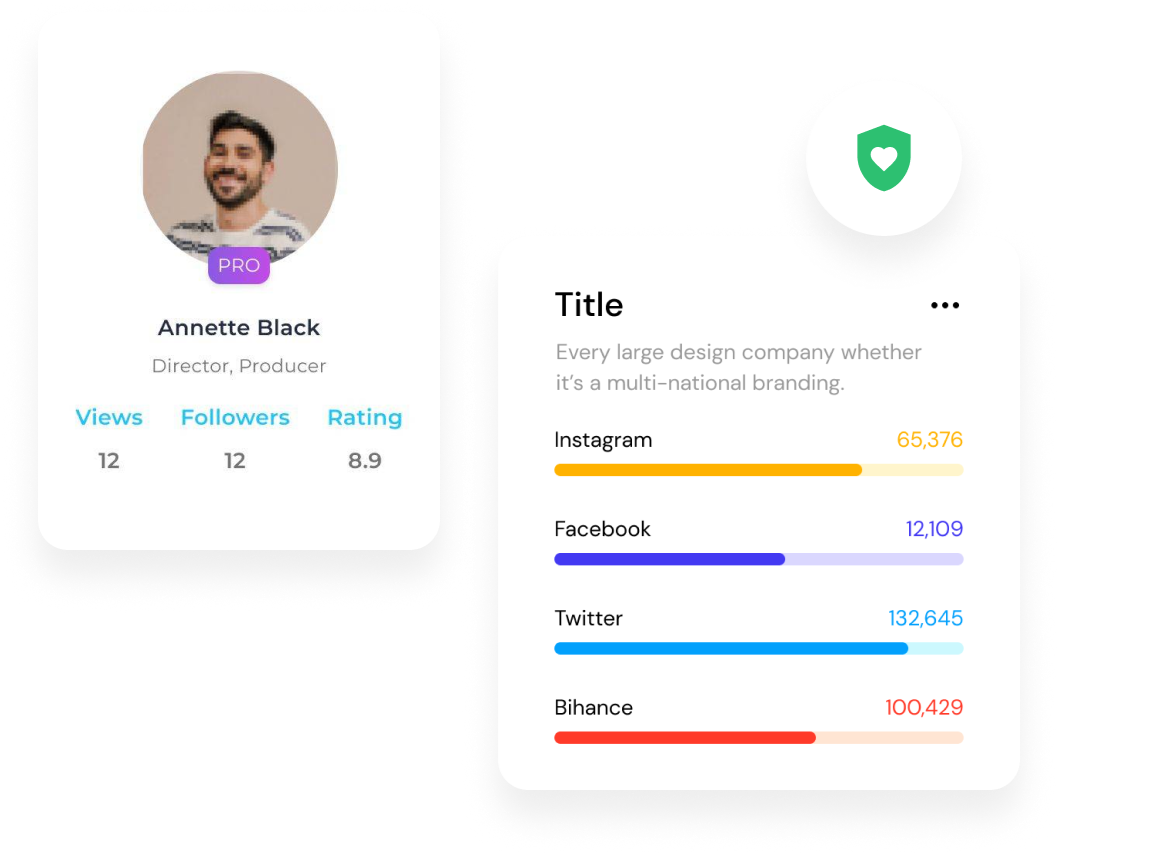 PRO
Annette Black
Director, Producer
Views Followers Rating
12 12 8.9
Title
Every large design company whether
it's a multi-national branding.
Instagram 65,376
Facebook 12,109
Twitter 132,645
Bihance 100,429